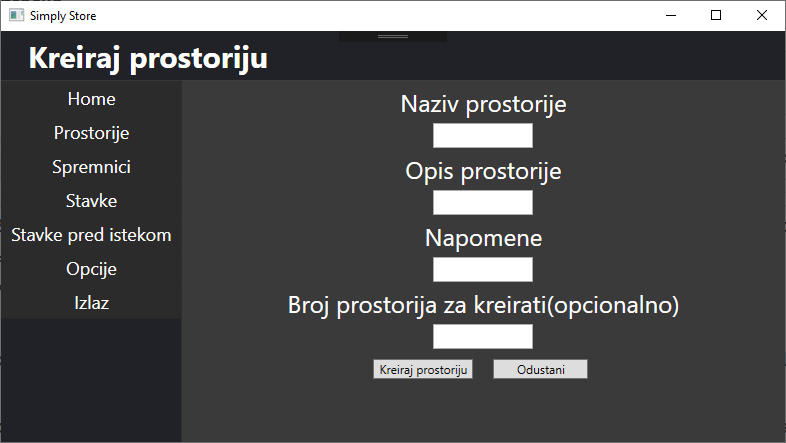 Simply Store
Kreiraj prostoriju
Home
Prostorije
Spremnici
Stavke
Stavke pred istekom
Opcije
Izlaz
Naziv prostorije
Opis prostorije
Napomene
Broj prostorija za kreirati(opcionalno)
Kreiraj prostoriju
Odustani